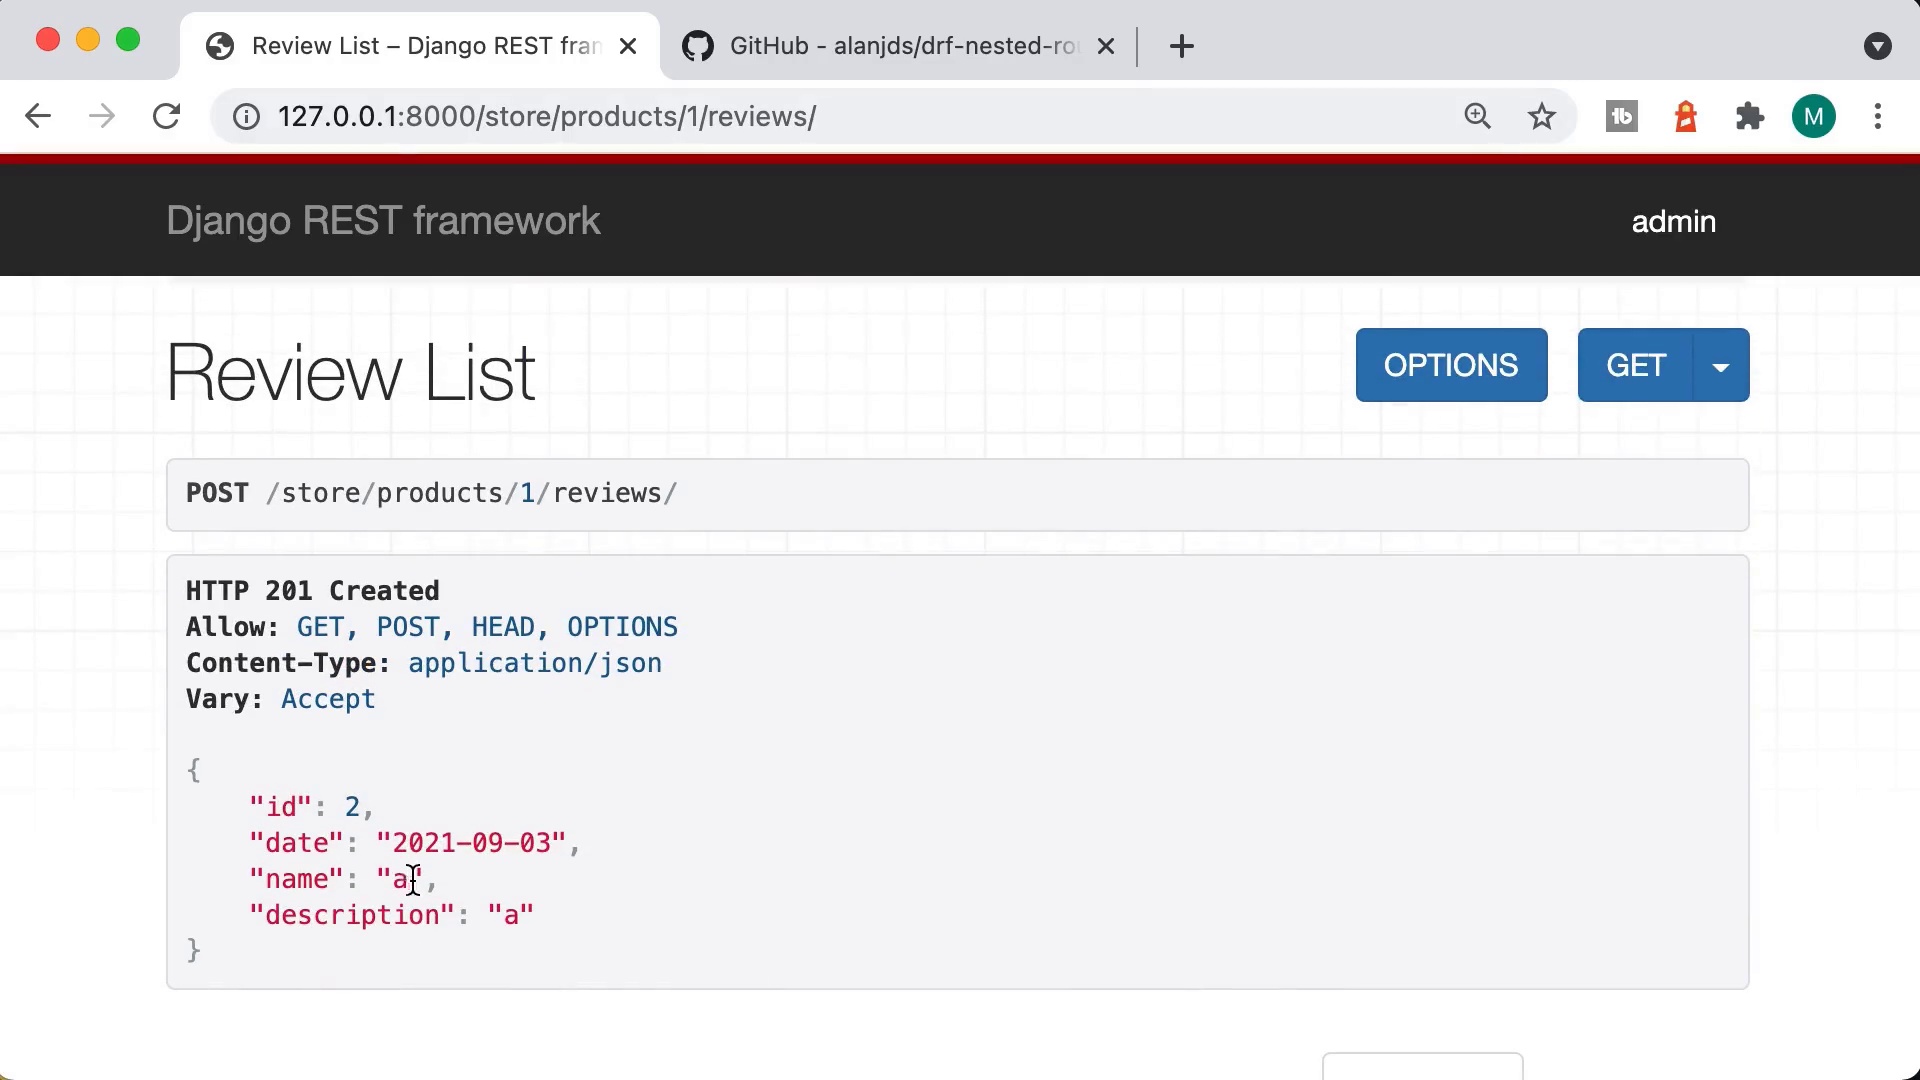 Review List – Django REST fran
GitHub - alanjds/drf-nested-rou
127.0.0.1:8000/store/products/1/reviews/
M
Django REST framework
admin
Review List
OPTIONS
GET
POST /store/products/1/reviews/
HTTP 201 Created
Allow: GET, POST, HEAD, OPTIONS
Content-Type: application/json
Vary: Accept
{
"id": 2,
"date": "2021-09-03",
"name": "a",
"description": "a"
}